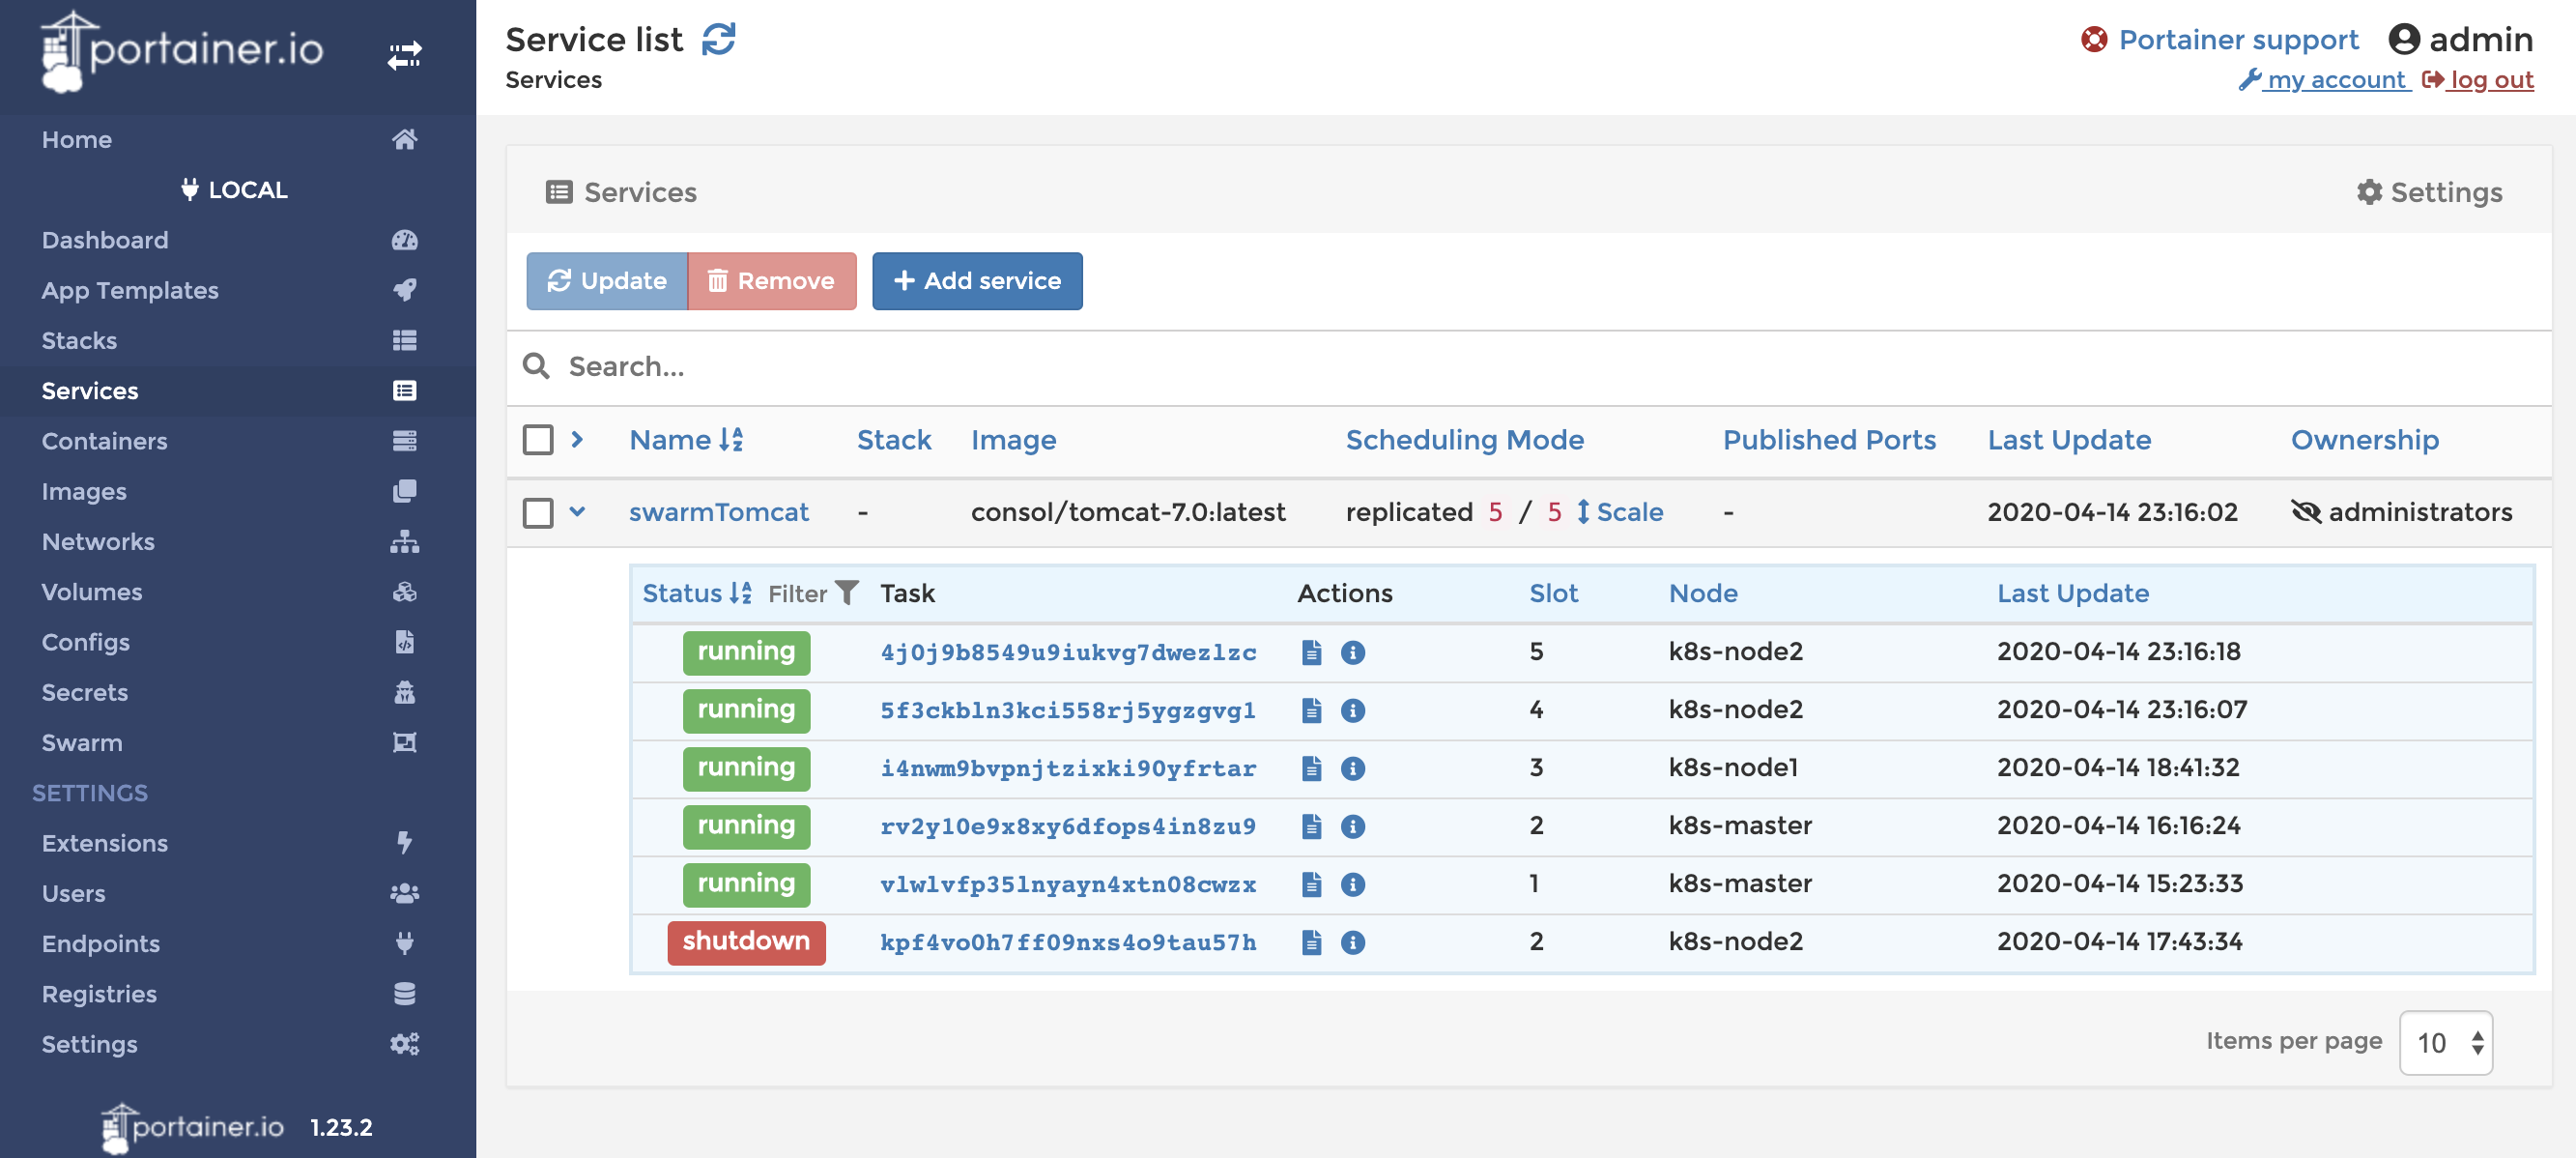 portainer.io
Home
LOCAL
Dashboard
App Templates
Stacks
Services
Containers
Images
Networks
Volumes
Configs
Secrets
Swarm
SETTINGS
Extensions
Users
Endpoints
Registries
Settings
portainer.io 1.23.2
Service list
Services
Portainer support admin
my account log out
Services Settings
Update Remove Add service
Search...
Name Stack Image Scheduling Mode Published Ports Last Update Ownership
swarmTomcat - consol/tomcat-7.0:latest replicated 5 / 5 Scale - 2020-04-14 23:16:02 administrators
Status Filter Task Actions Slot Node Last Update
running 4j0j9b8549u9iukvg7dwezlzc 5 k8s-node2 2020-04-14 23:16:18
running 5f3ckbln3kci558rj5ygzgvg1 4 k8s-node2 2020-04-14 23:16:07
running i4nwm9bvpnjtzixki90yfrtar 3 k8s-node1 2020-04-14 18:41:32
running rv2y10e9x8xy6dfops4in8zu9 2 k8s-master 2020-04-14 16:16:24
running vlwlvfp35lnyayn4xtn08cwzx 1 k8s-master 2020-04-14 15:23:33
shutdown kpf4vo0h7ff09nxs4o9tau57h 2 k8s-node2 2020-04-14 17:43:34
Items per page 10